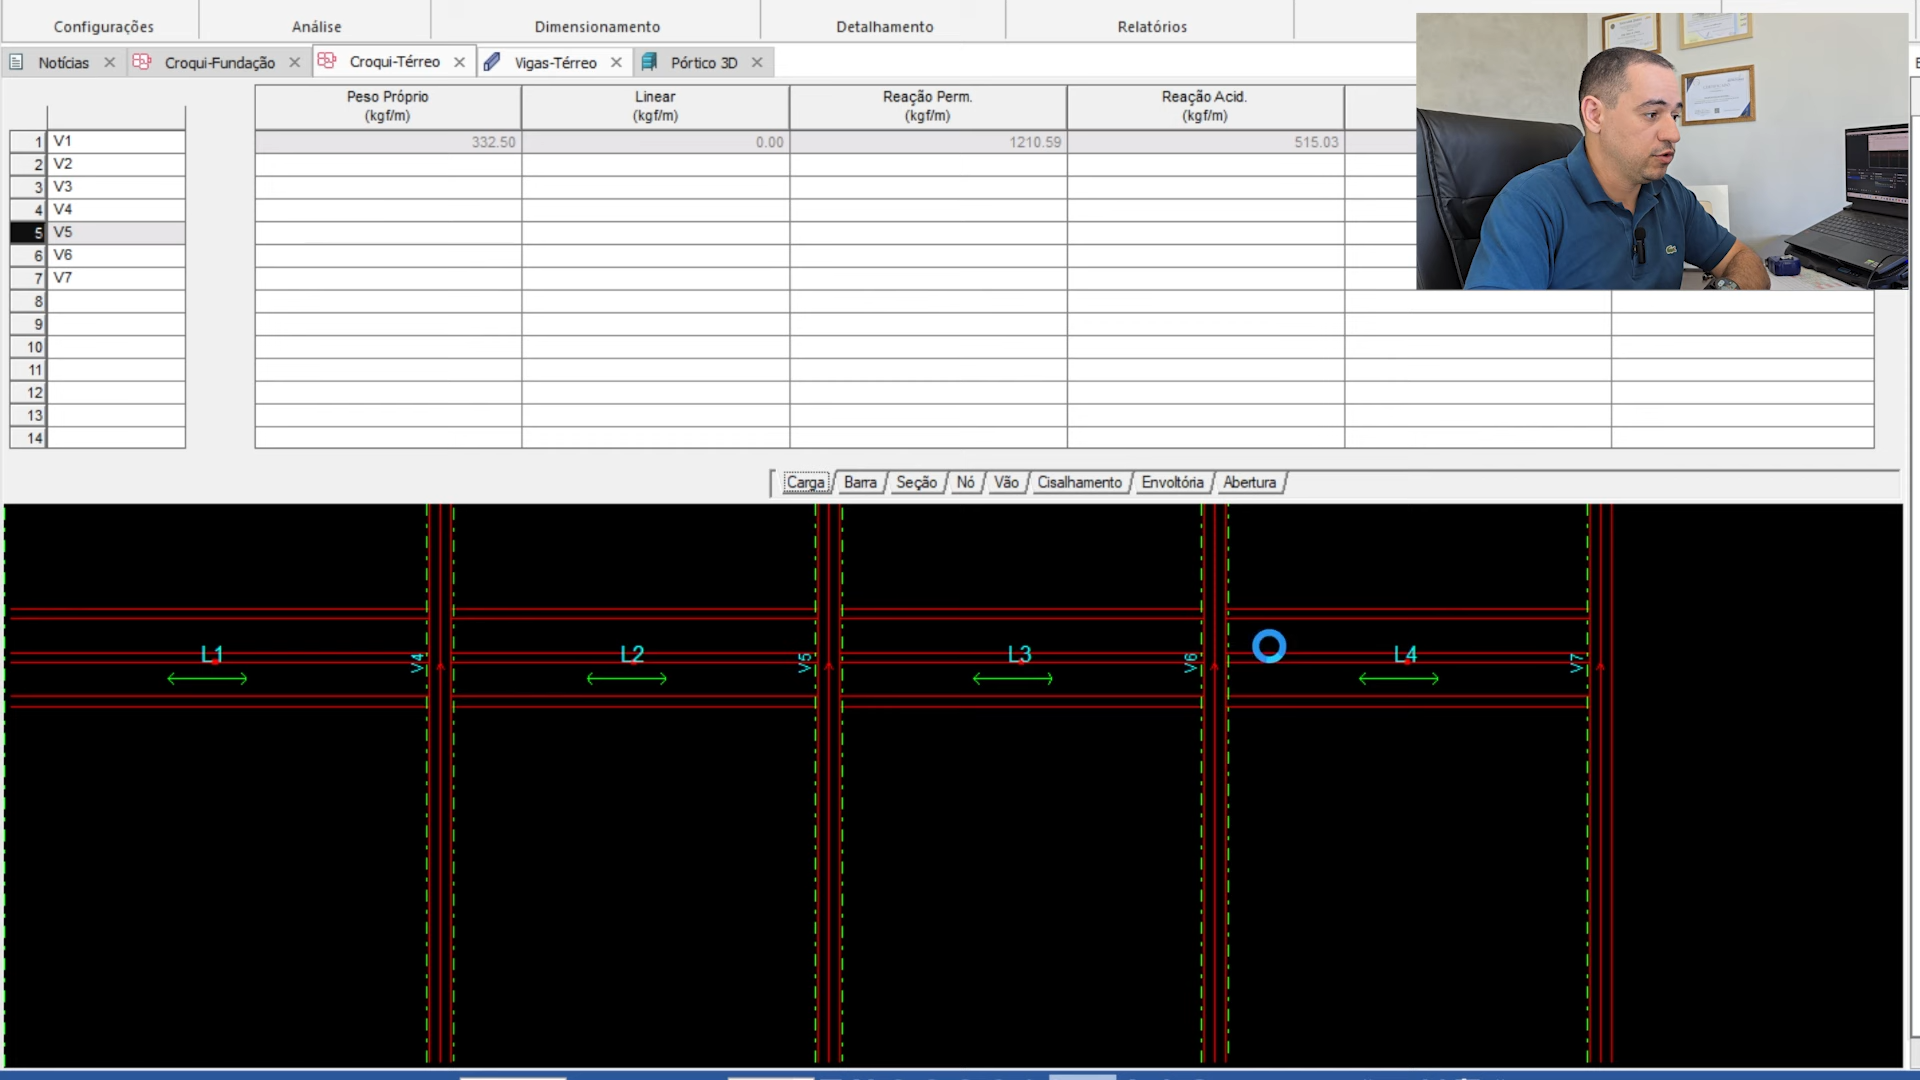 Configurações Análise Dimensionamento Detalhamento Relatórios
Notícias Croqui-Fundação Croqui-Térreo Vigas-Térreo Pórtico 3D
Peso Próprio (kgf/m) Linear (kgf/m) Reação Perm. (kgf/m) Reação Acid. (kgf/m)
1 V1 332.50 0.00 1210.59 515.03
2 V2
3 V3
4 V4
5 V5
6 V6
7 V7
8
9
10
11
12
13
14
Carga Barra Seção Nó Vão Cisalhamento Envoltória Abertura
L1 V4 L2 V5 L3 V6 L4 V7